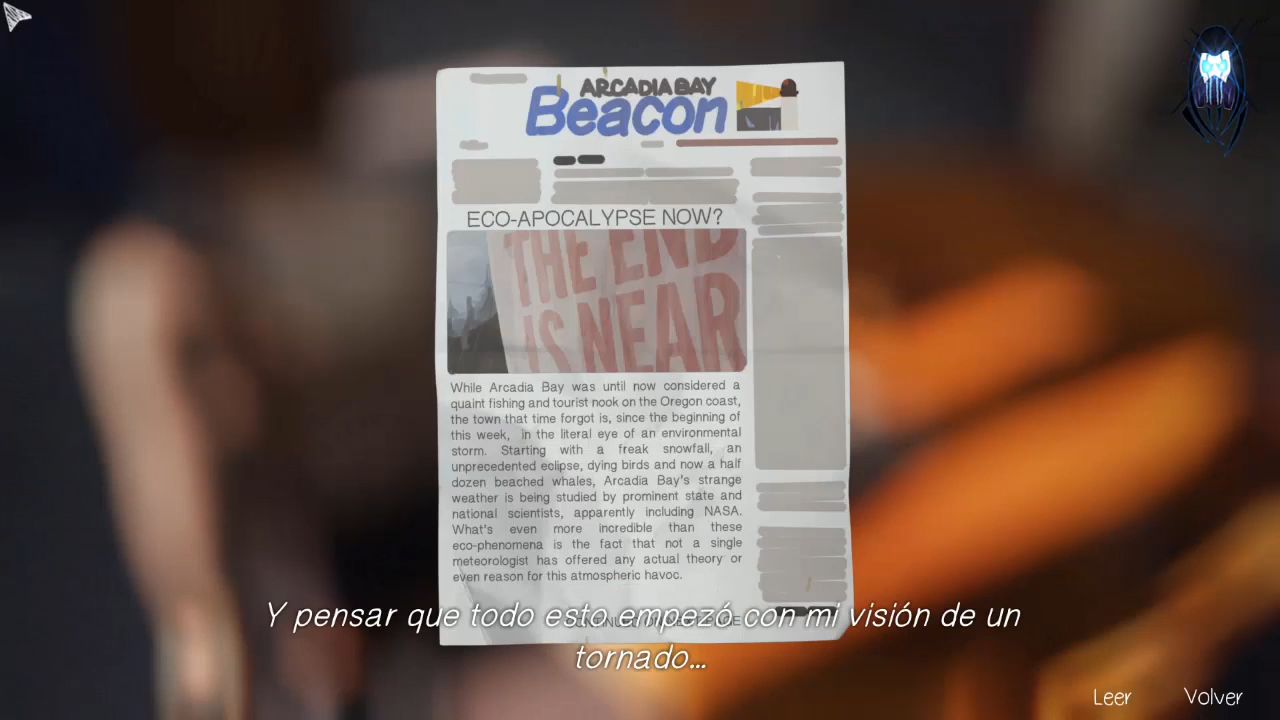 ARCADIA BAY
Beacon
ECO-APOCALYPSE NOW?
THE END
IS NEAR
While Arcadia Bay was until now considered a
quaint fishing and tourist nook on the Oregon coast,
the town that time forgot is, since the beginning of
this week, in the literal eye of an environmental
storm. Starting with a freak snowfall, an
unprecedented eclipse, dying birds and now a half
dozen beached whales, Arcadia Bay's strange
weather is being studied by prominent state and
national scientists, apparently including NASA.
What's even more incredible than these
eco-phenomena is the fact that not a single
meteorologist has offered any actual theory or
even reason for this atmospheric havoc.
Y pensar que todo esto empezó con mi visión de un
tornado...
Leer Volver